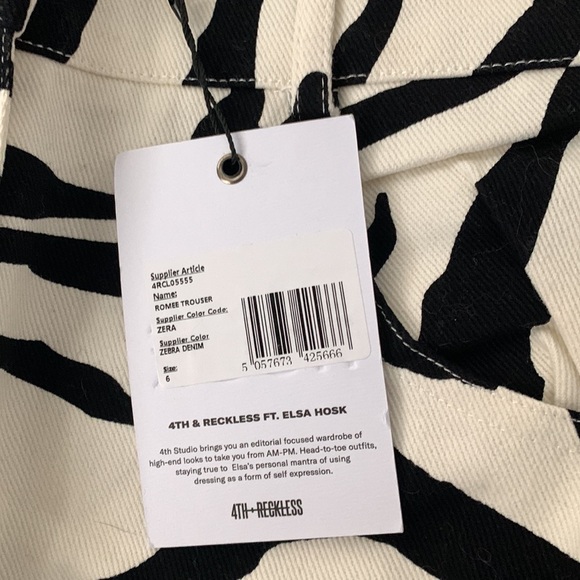 Supplier Article
4RCL05555
Name:
ROMEE TROUSER
Supplier Color Code:
ZERA
Supplier Color
ZEBRA DENIM
Size:
6
5 057673 425666
4TH & RECKLESS FT. ELSA HOSK
4th Studio brings you an editorial focused wardrobe of
high-end looks to take you from AM-PM. Head-to-toe outfits,
staying true to Elsa's personal mantra of using
dressing as a form of self expression.
4TH+RECKLESS